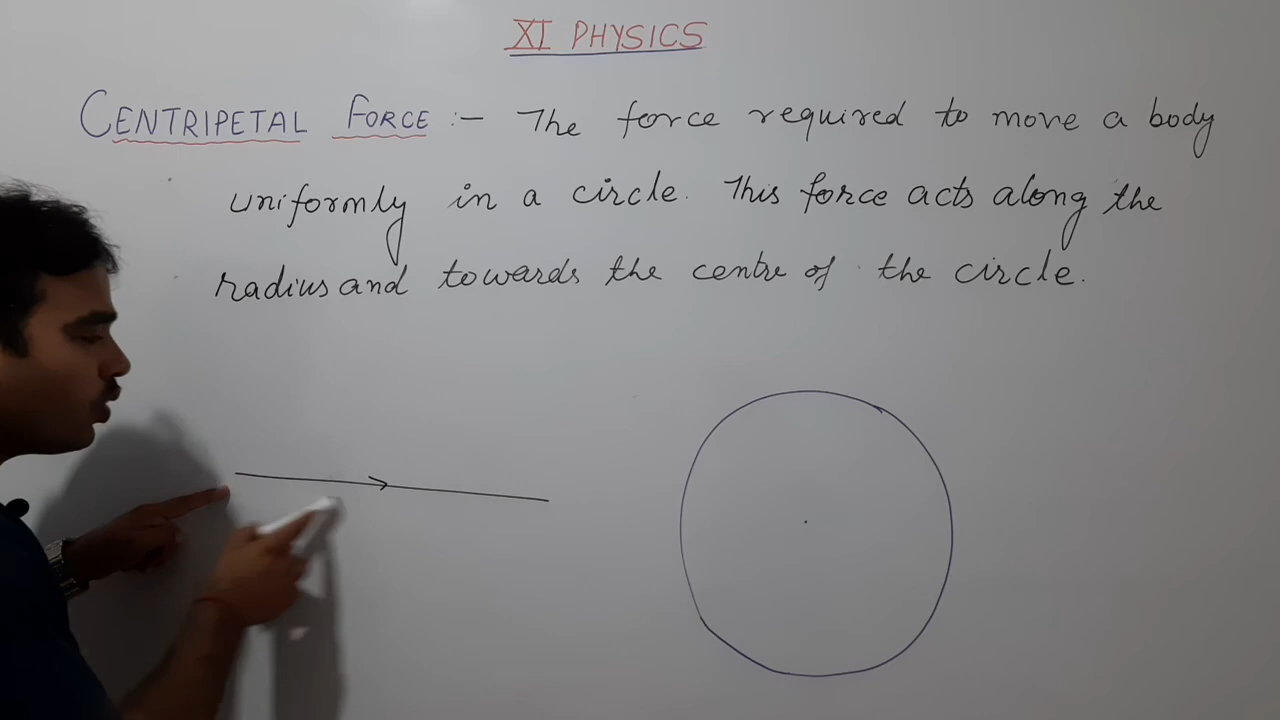 XI PHYSICS
CENTRIPETAL FORCE :- The force required to move a body
uniformly in a circle. This force acts along the
radius and towards the centre of the circle.